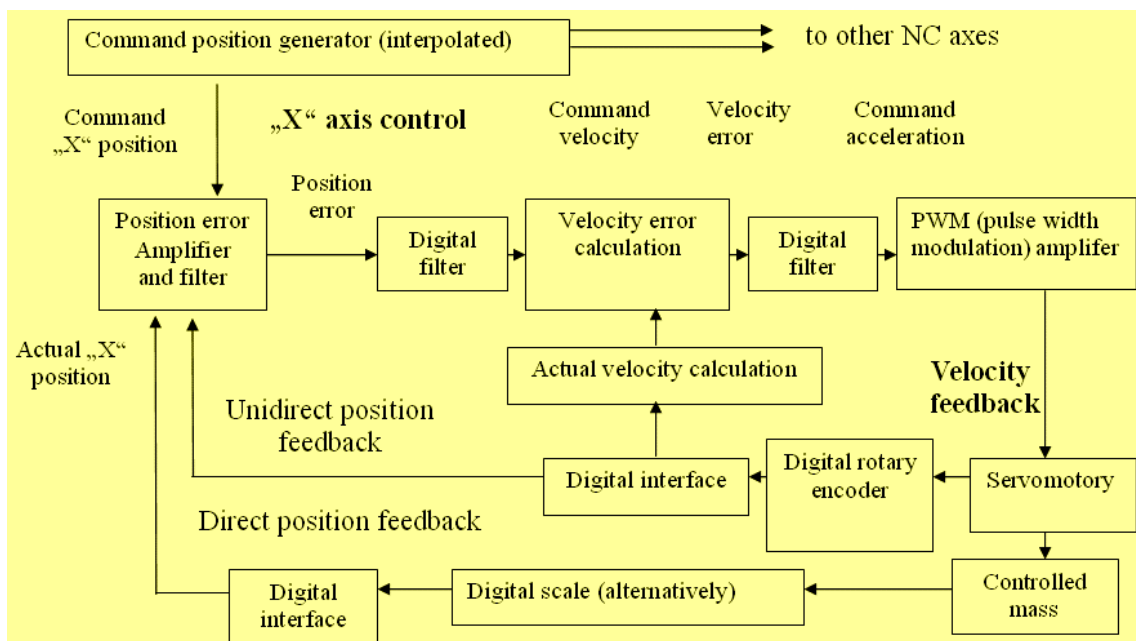 Command position generator (interpolated)
to other NC axes
Command
„X“ position
„X“ axis control
Command
velocity
Velocity
error
Command
acceleration
Position
error
Position error
Amplifier
and filter
Digital
filter
Velocity error
calculation
Digital
filter
PWM (pulse width
modulation) amplifer
Actual „X“
position
Actual velocity calculation
Velocity
feedback
Unidirect position
feedback
Digital interface
Digital rotary
encoder
Servomotory
Direct position feedback
Digital
interface
Digital scale (alternatively)
Controlled
mass